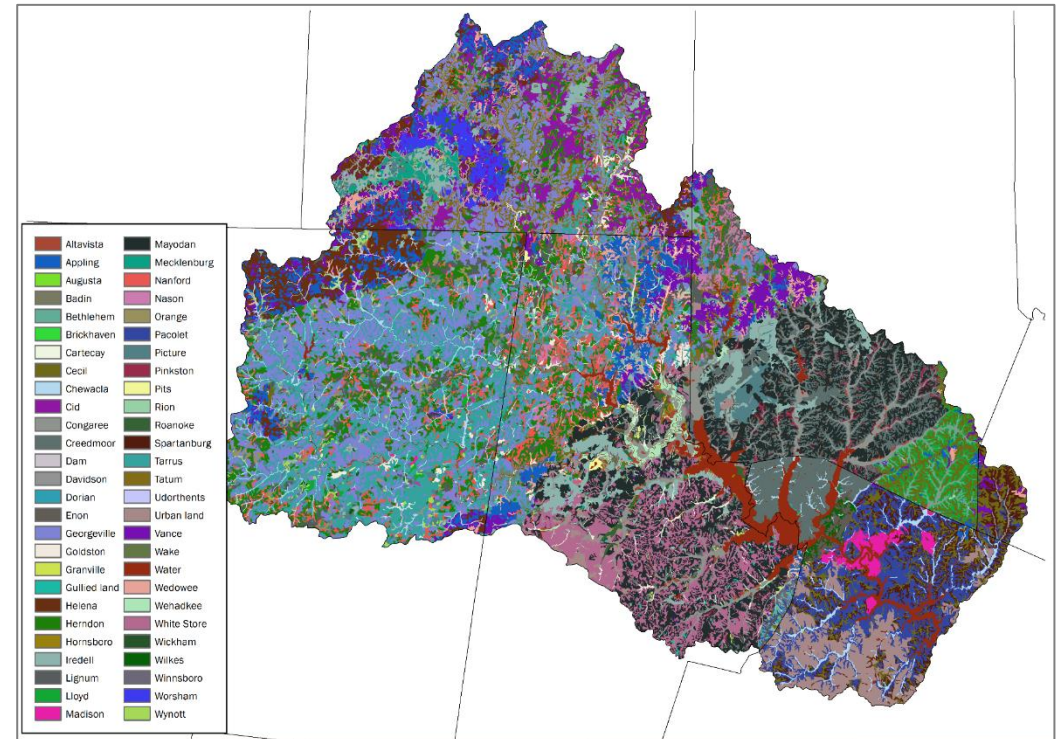 Altavista
Appling
Augusta
Badin
Bethlehem
Brickhaven
Cartecay
Cecil
Chewacla
Cid
Congaree
Creedmoor
Dam
Davidson
Dorian
Enon
Georgeville
Goldston
Granville
Gullied land
Helena
Herndon
Hornsboro
Iredell
Lignum
Lloyd
Madison
Mayodan
Mecklenburg
Nanford
Nason
Orange
Pacolet
Picture
Pinkston
Pits
Rion
Roanoke
Spartanburg
Tarrus
Tatum
Udorthents
Urban land
Vance
Wake
Water
Wedowee
Wehadkee
White Store
Wickham
Wilkes
Winnsboro
Worsham
Wynott